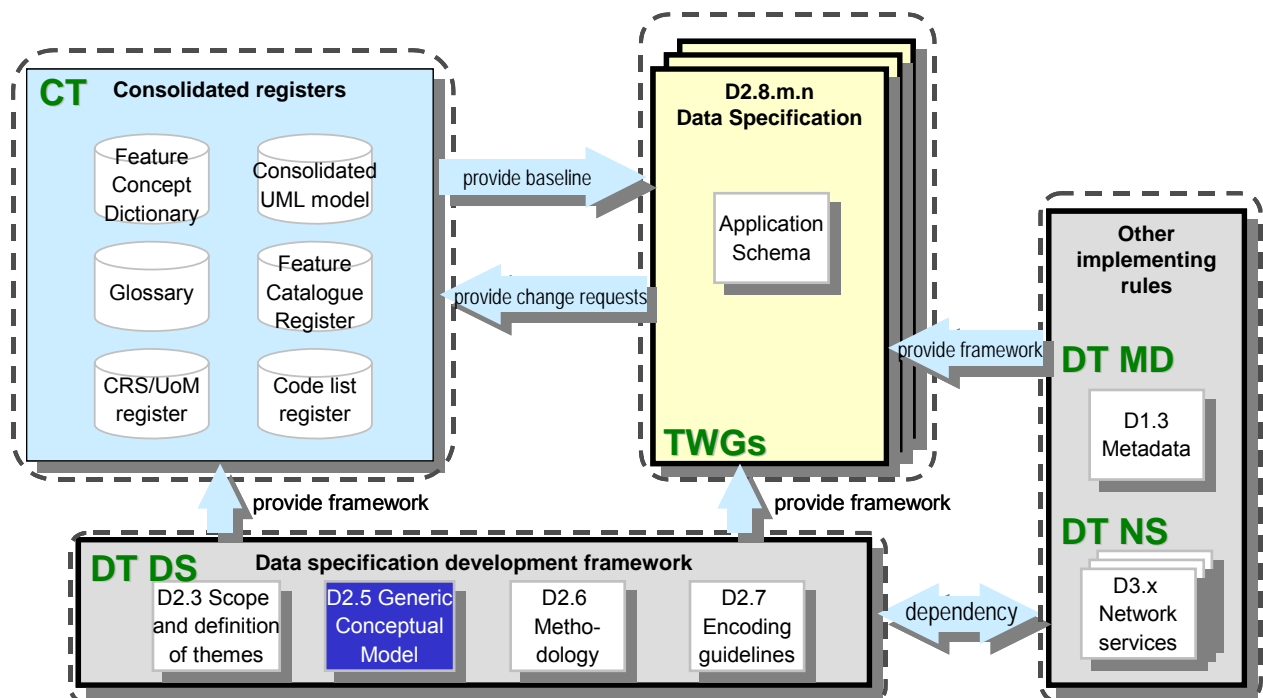 CT
Consolidated registers
Feature
Concept
Dictionary
Consolidated
UML model
Glossary
Feature
Catalogue
Register
CRS/UoM
register
Code list
register
provide baseline
provide change requests
D2.8.m.n
Data Specification
Application
Schema
TWGs
provide framework
Other
implementing
rules
DT MD
D1.3
Metadata
DT NS
D3.x
Network
services
provide framework
provide framework
DT DS
Data specification development framework
D2.3 Scope
and definition
of themes
D2.5 Generic
Conceptual
Model
D2.6
Metho-
dology
D2.7
Encoding
guidelines
dependency